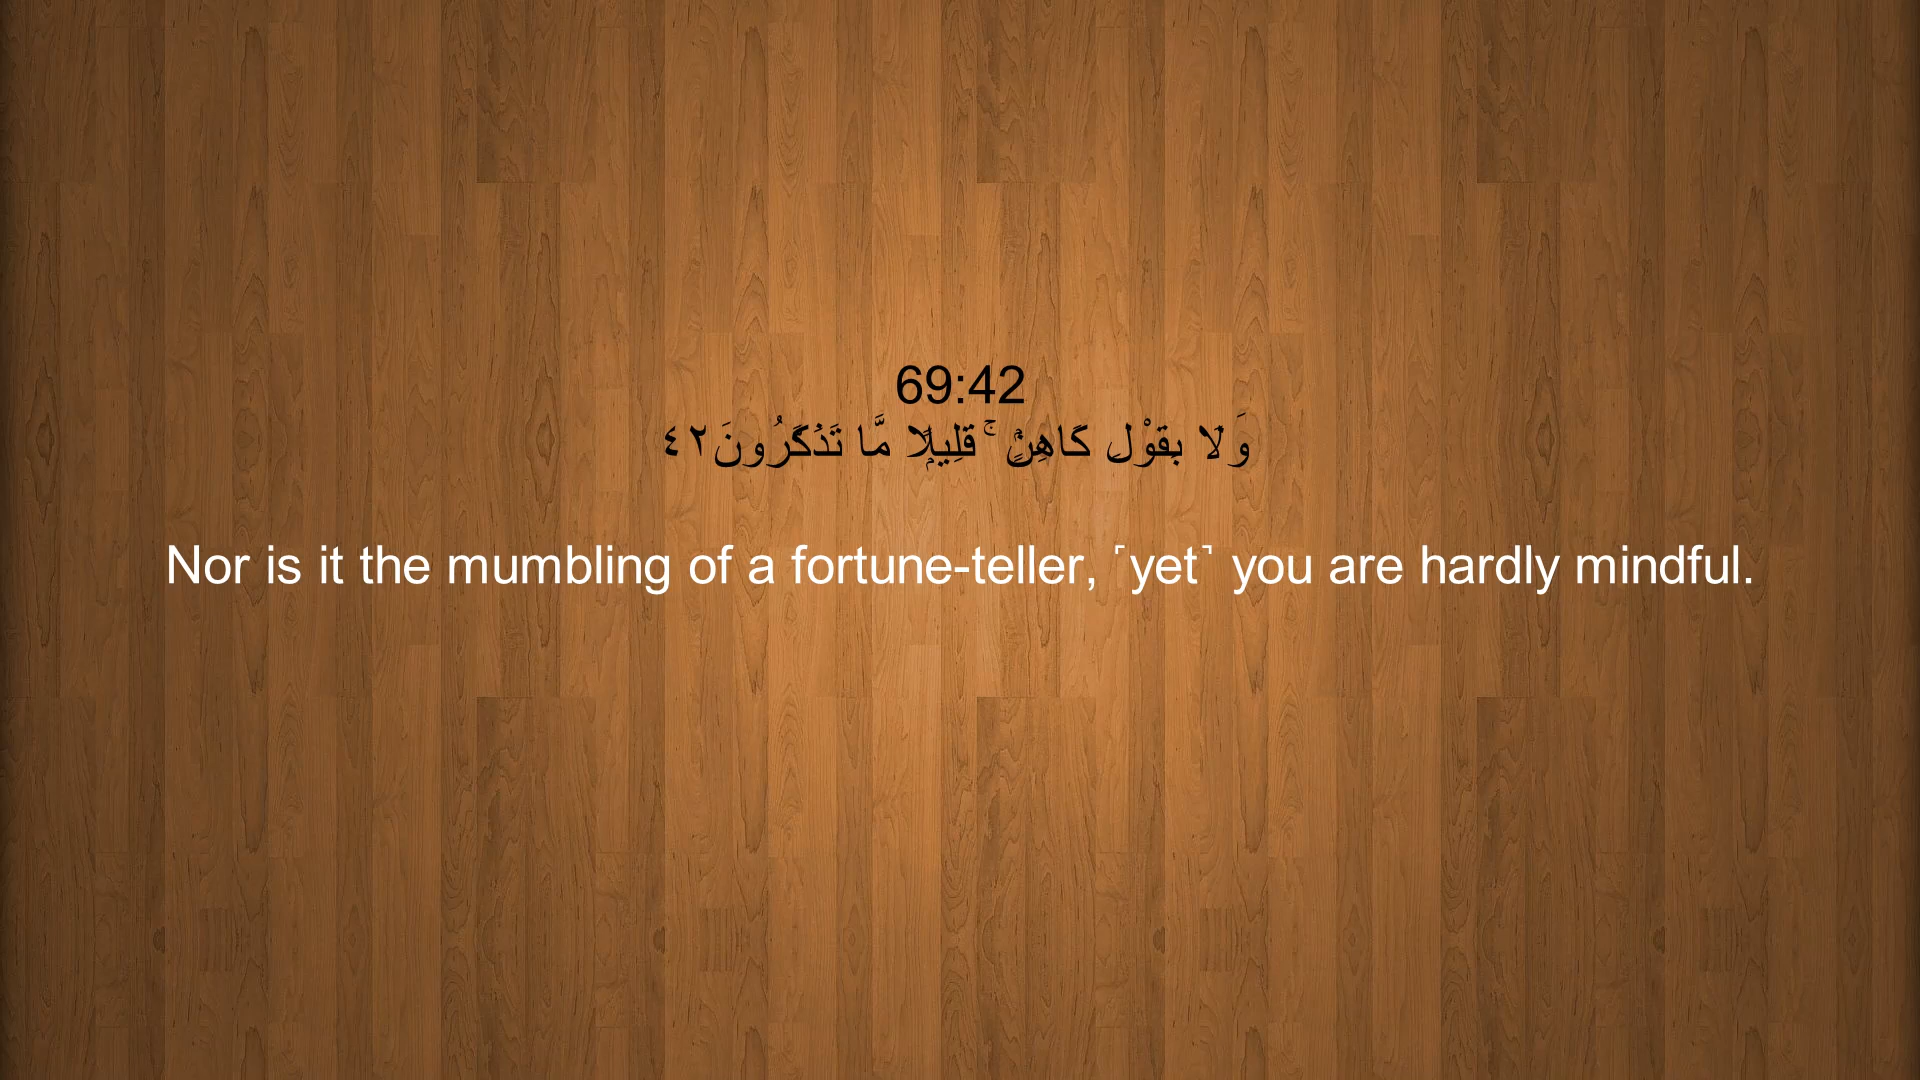 69:42
وَلَا بِقَوْلِ كَاهِنٍۢ ۚ قَلِيلًۭا مَّا تَذَكَّرُونَ٤٢
Nor is it the mumbling of a fortune-teller, ˹yet˺ you are hardly mindful.